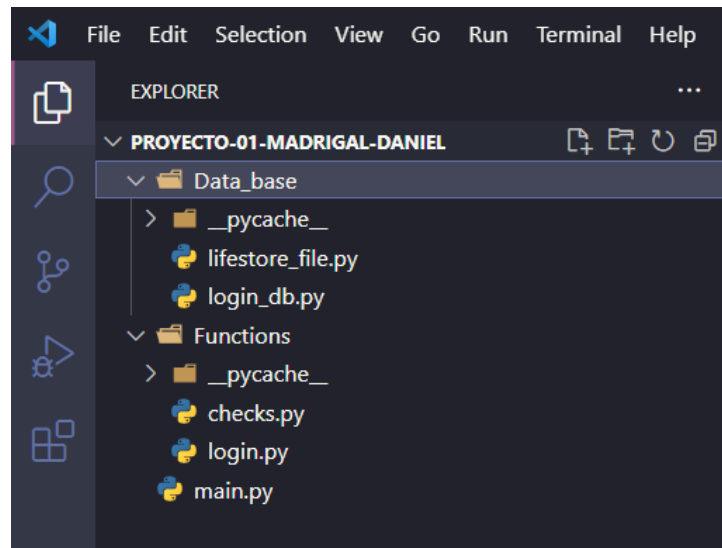 File Edit Selection View Go Run Terminal Help
EXPLORER ...
PROYECTO-01-MADRIGAL-DANIEL
Data_base
__pycache__
lifestore_file.py
login_db.py
Functions
__pycache__
checks.py
login.py
main.py